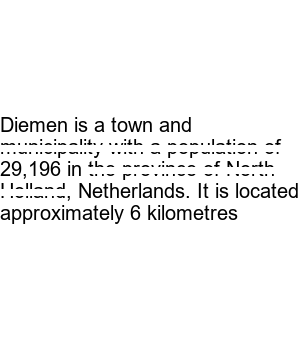 Diemen is a town and
municipality with a population of
29,196 in the province of North
Holland, Netherlands. It is located
approximately 6 kilometres